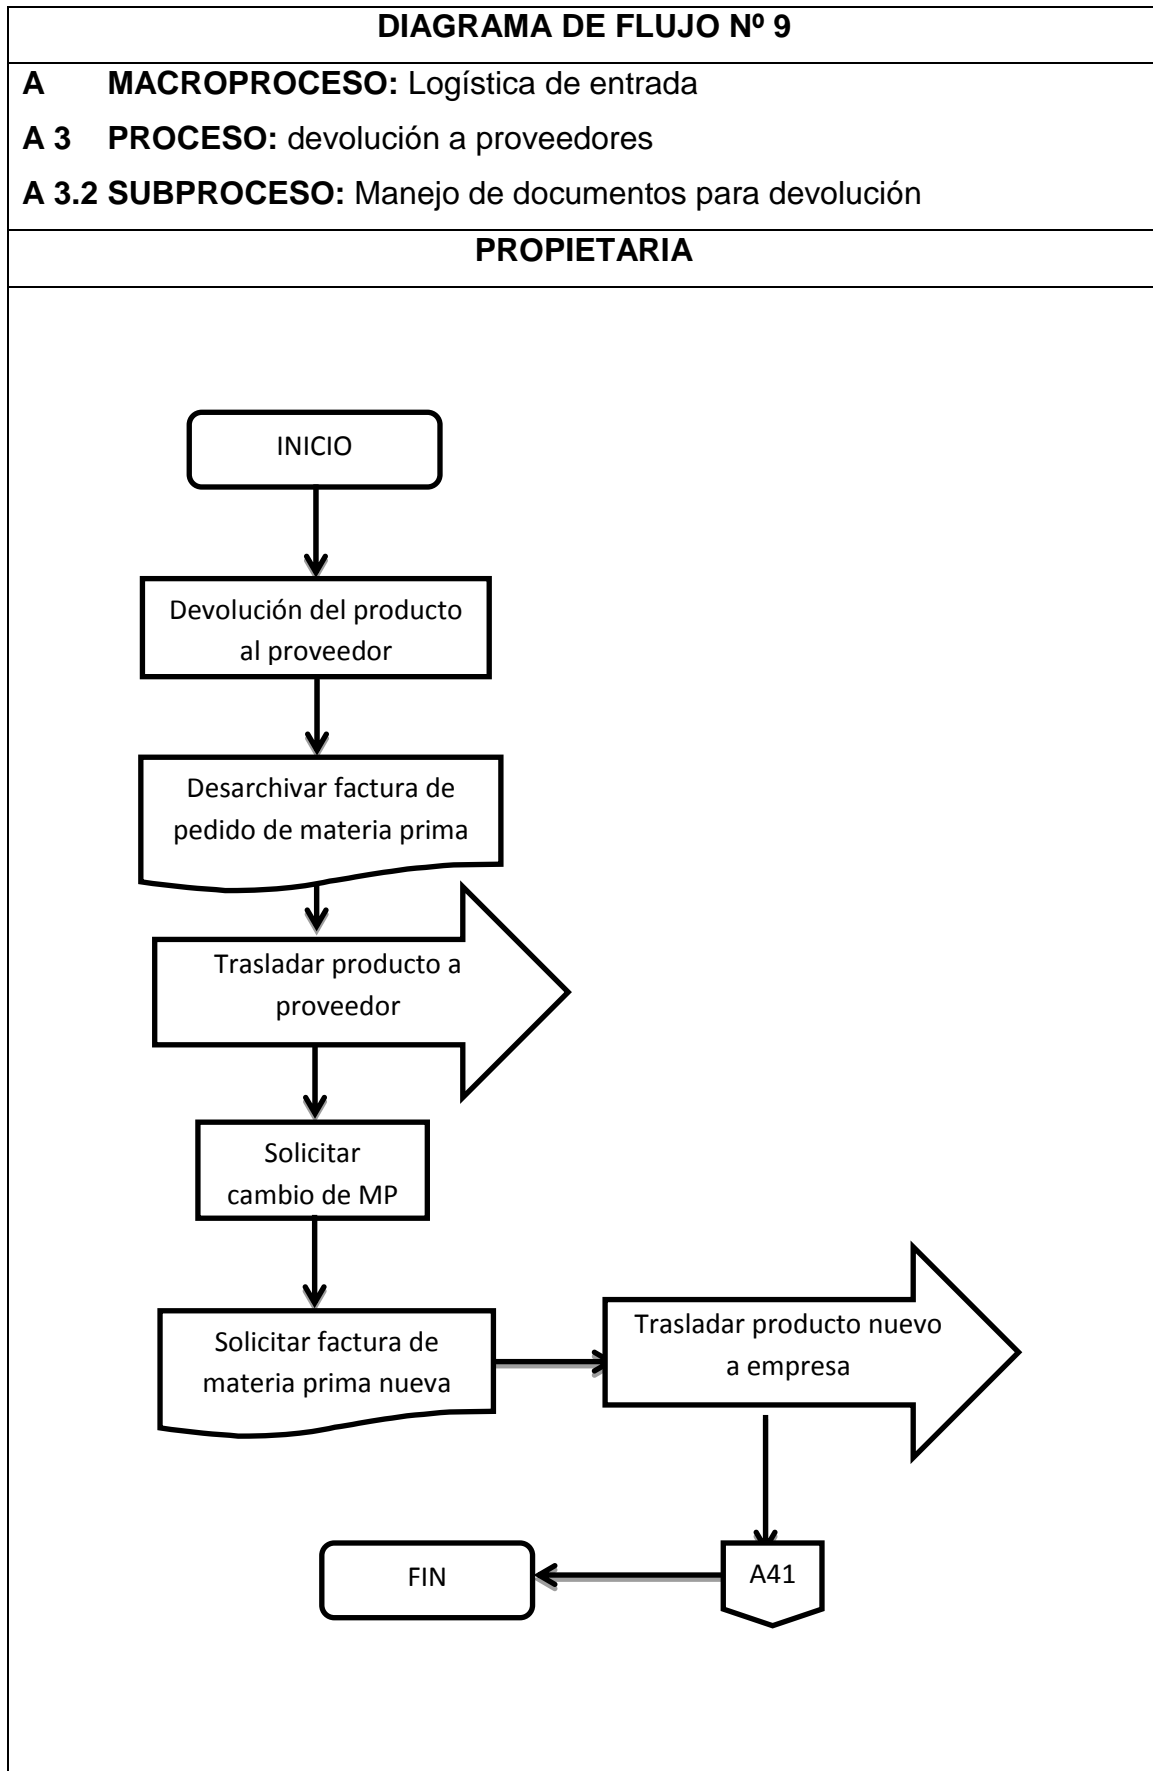 DIAGRAMA DE FLUJO Nº 9
A MACROPROCESO: Logística de entrada
A 3 PROCESO: devolución a proveedores
A 3.2 SUBPROCESO: Manejo de documentos para devolución
PROPIETARIA
INICIO
Devolución del producto
al proveedor
Desarchivar factura de
pedido de materia prima
Trasladar producto a
proveedor
Solicitar
cambio de MP
Solicitar factura de
materia prima nueva
Trasladar producto nuevo
a empresa
A41
FIN